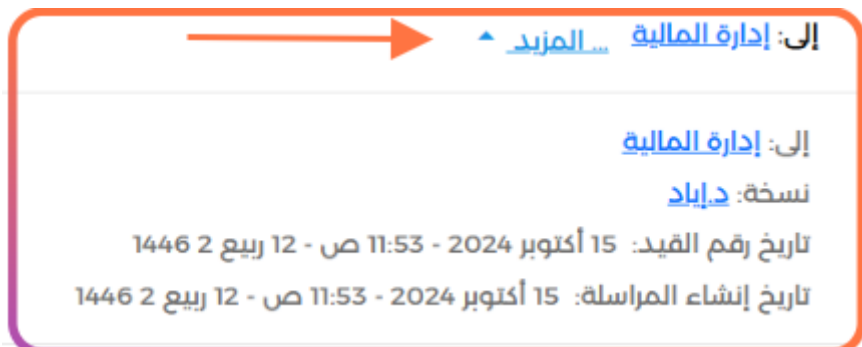 إلى: إدارة المالية ... المزيد
إلى: إدارة المالية
نسخة: د.إياد
تاريخ رقم القيد: 15 أكتوبر 2024 - 11:53 ص - 12 ربيع 2 1446
تاريخ إنشاء المراسلة: 15 أكتوبر 2024 - 11:53 ص - 12 ربيع 2 1446